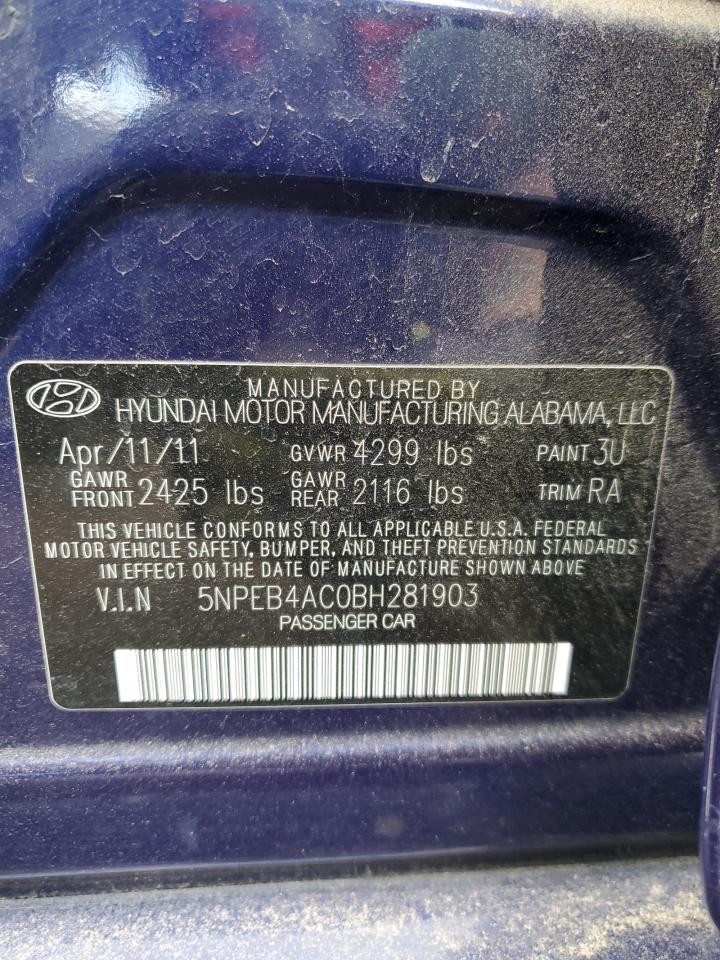 MANUFACTURED BY
HYUNDAI MOTOR MANUFACTURING ALABAMA, LLC
Apr/11/11 GVWR 4299 lbs PAINT 3U
GAWR FRONT 2425 lbs GAWR REAR 2116 lbs TRIM RA
THIS VEHICLE CONFORMS TO ALL APPLICABLE U.S.A. FEDERAL
MOTOR VEHICLE SAFETY, BUMPER, AND THEFT PREVENTION STANDARDS
IN EFFECT ON THE DATE OF MANUFACTURE SHOWN ABOVE
V.I.N 5NPEB4AC0BH281903
PASSENGER CAR